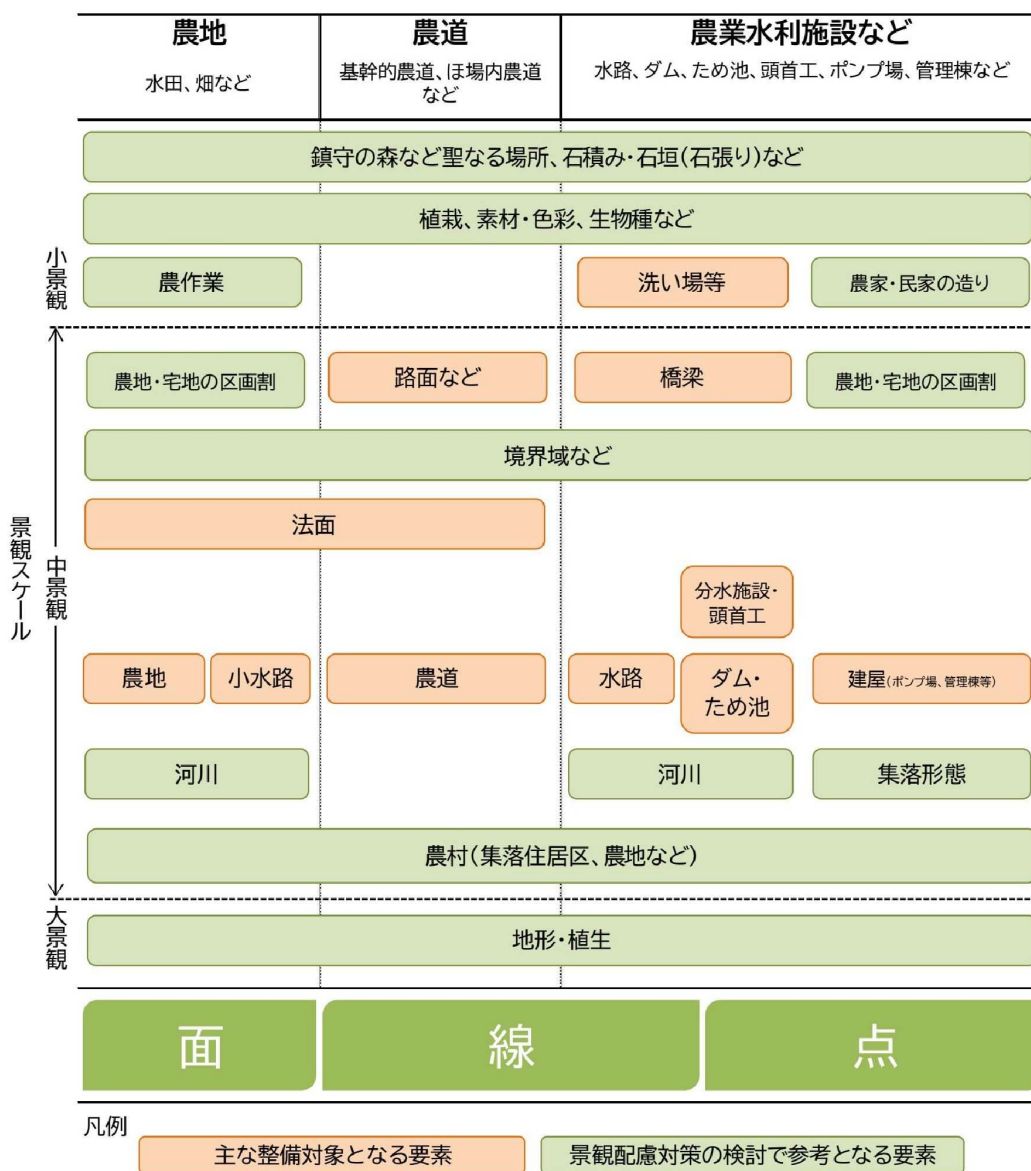 農地
水田、畑など
農道
基幹的農道、ほ場内農道
など
農業水利施設など
水路、ダム、ため池、頭首工、ポンプ場、管理棟など
鎮守の森など聖なる場所、石積み・石垣(石張り)など
植栽、素材・色彩、生物種など
小景観
農作業
洗い場等
農家・民家の造り
農地・宅地の区画割
路面など
橋梁
農地・宅地の区画割
境界域など
法面
景観スケール
中景観
分水施設・
頭首工
農地
小水路
農道
水路
ダム・
ため池
建屋(ポンプ場、管理棟等)
河川
河川
集落形態
農村(集落住居区、農地など)
大景観
地形・植生
面
線
点
凡例
主な整備対象となる要素
景観配慮対策の検討で参考となる要素